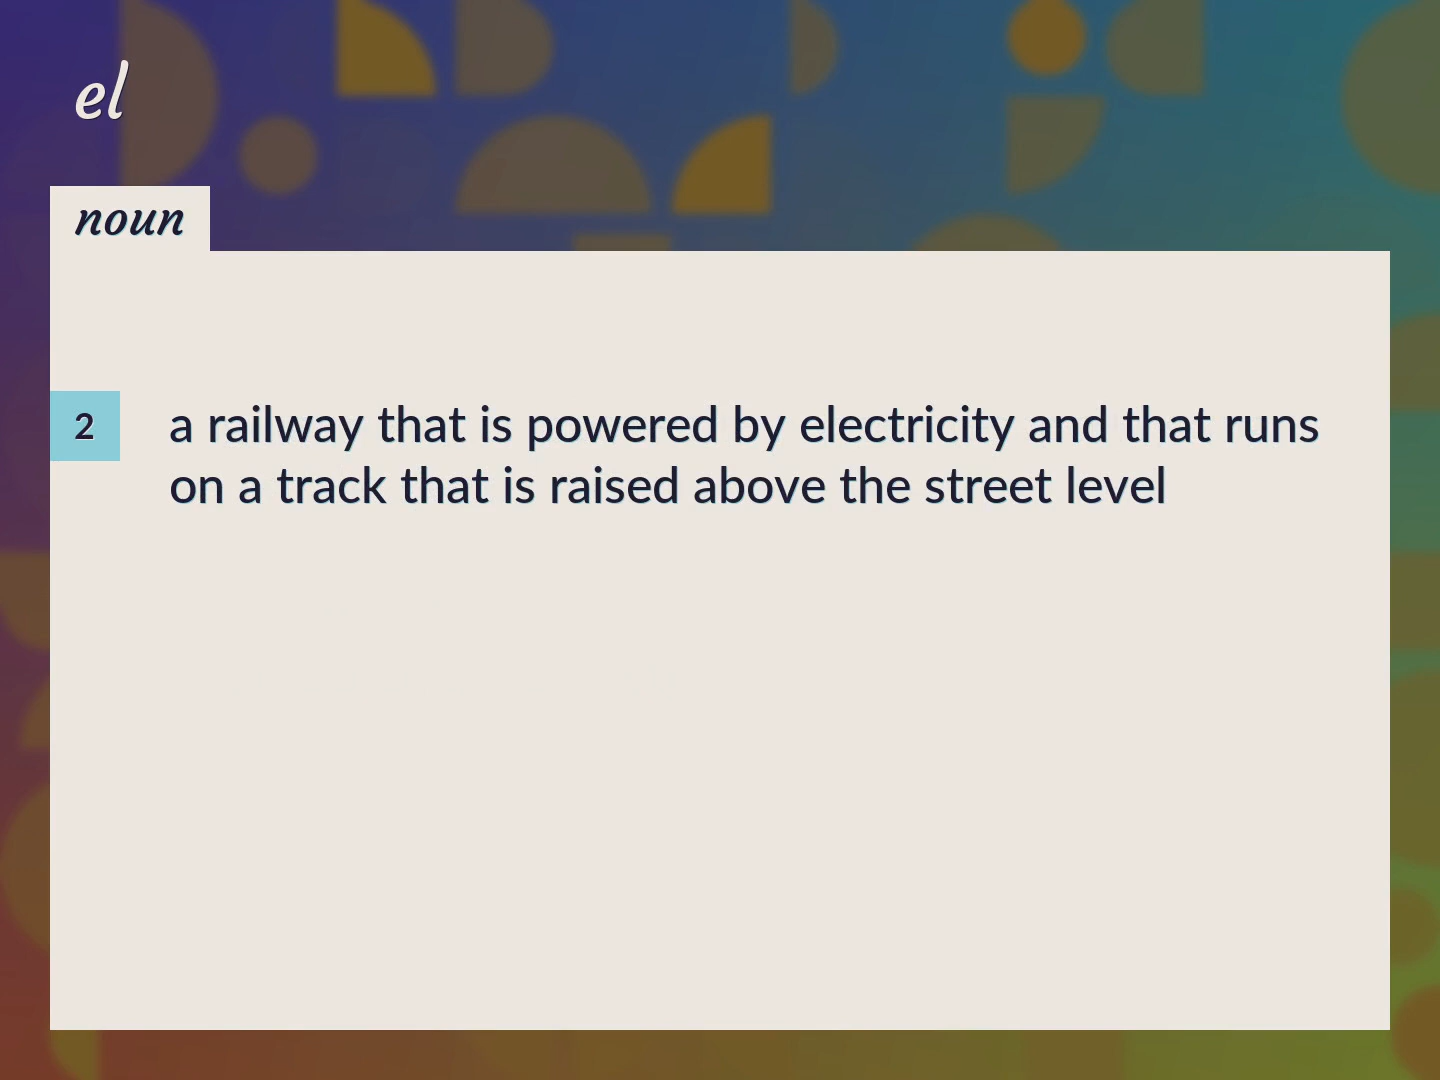 el
noun
2 a railway that is powered by electricity and that runs
on a track that is raised above the street level